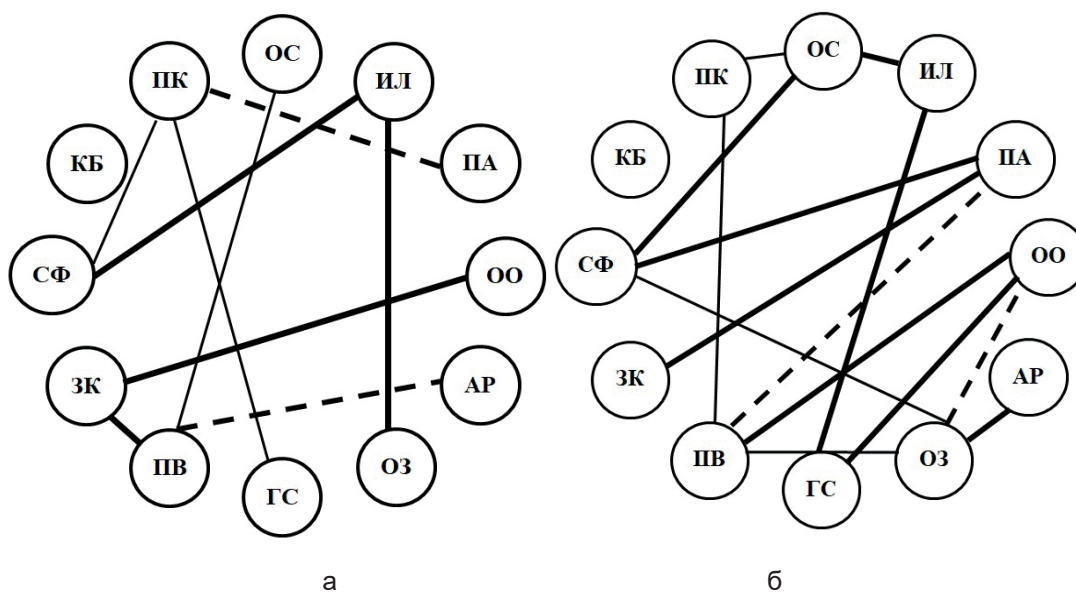 ОС
ПК
ИЛ
КБ
ПА
СФ
ОО
ЗК
АР
ПВ
ОЗ
ГС
а
ОС
ПК
ИЛ
КБ
ПА
СФ
ОО
ЗК
АР
ПВ
ОЗ
ГС
б